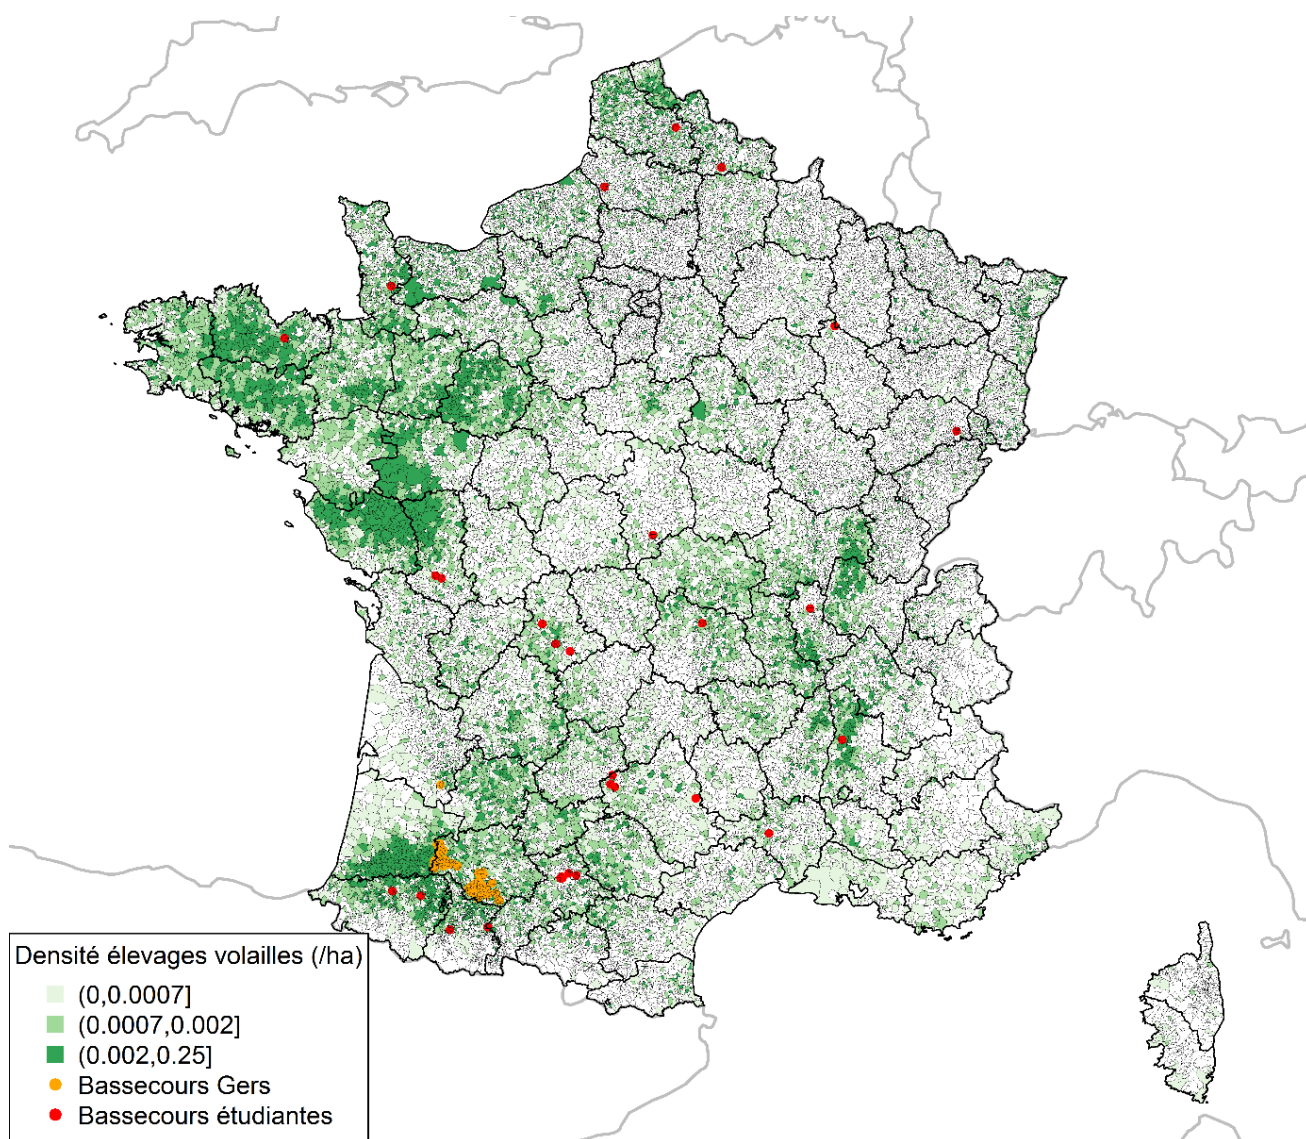 Densité élevages volailles (/ha)
(0,0.0007]
(0.0007,0.002]
(0.002,0.25]
Bassecours Gers
Bassecours étudiantes